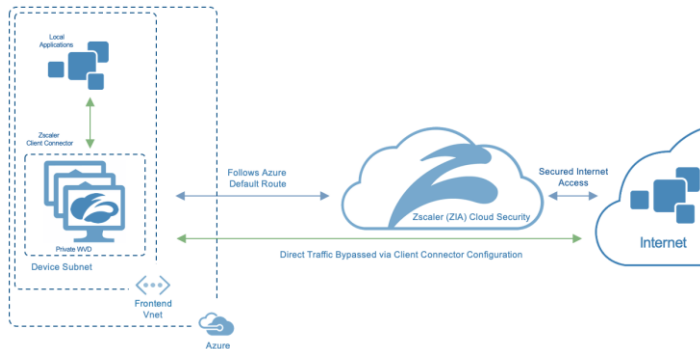 Local
Applications
Zscaler
Client Connector
Private WVD
Device Subnet
Frontend
Vnet
Azure
Follows Azure
Default Route
Zscaler (ZIA) Cloud Security
Secured Internet
Access
Direct Traffic Bypassed via Client Connector Configuration
Internet